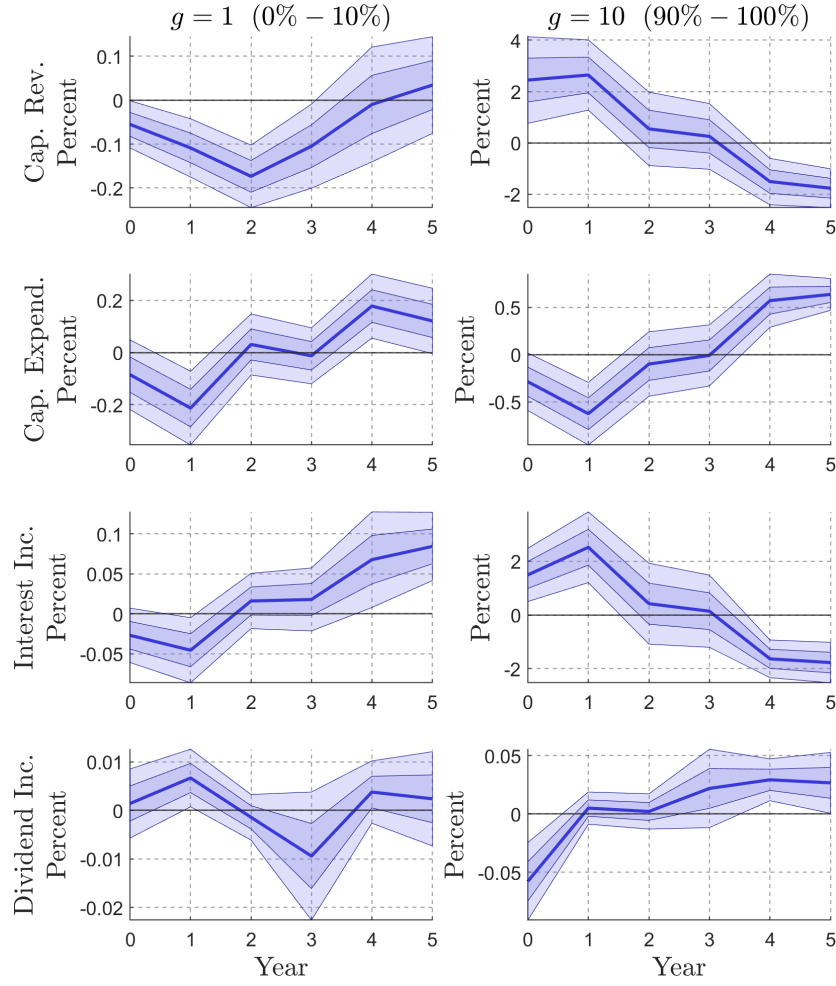 g = 1 (0% − 10%)
g = 10 (90% − 100%)
Cap. Rev.
Percent
0.1
0
-0.1
-0.2
0 1 2 3 4 5
Percent
4
2
0
-2
0 1 2 3 4 5
Cap. Expend.
Percent
0.2
0
-0.2
0 1 2 3 4 5
Percent
0.5
0
-0.5
0 1 2 3 4 5
Interest Inc.
Percent
0.1
0.05
0
-0.05
0 1 2 3 4 5
Percent
2
0
-2
0 1 2 3 4 5
Dividend Inc.
Percent
0.01
0
-0.01
-0.02
0 1 2 3 4 5
Year
Percent
0.05
0
-0.05
0 1 2 3 4 5
Year